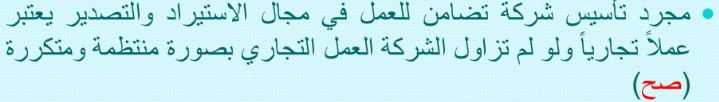 • مجرد تأسيس شركة تضامن للعمل في مجال الاستيراد والتصدير يعتبر
عملاً تجارياً ولو لم تزاول الشركة العمل التجاري بصورة منتظمة ومتكررة
(صح)